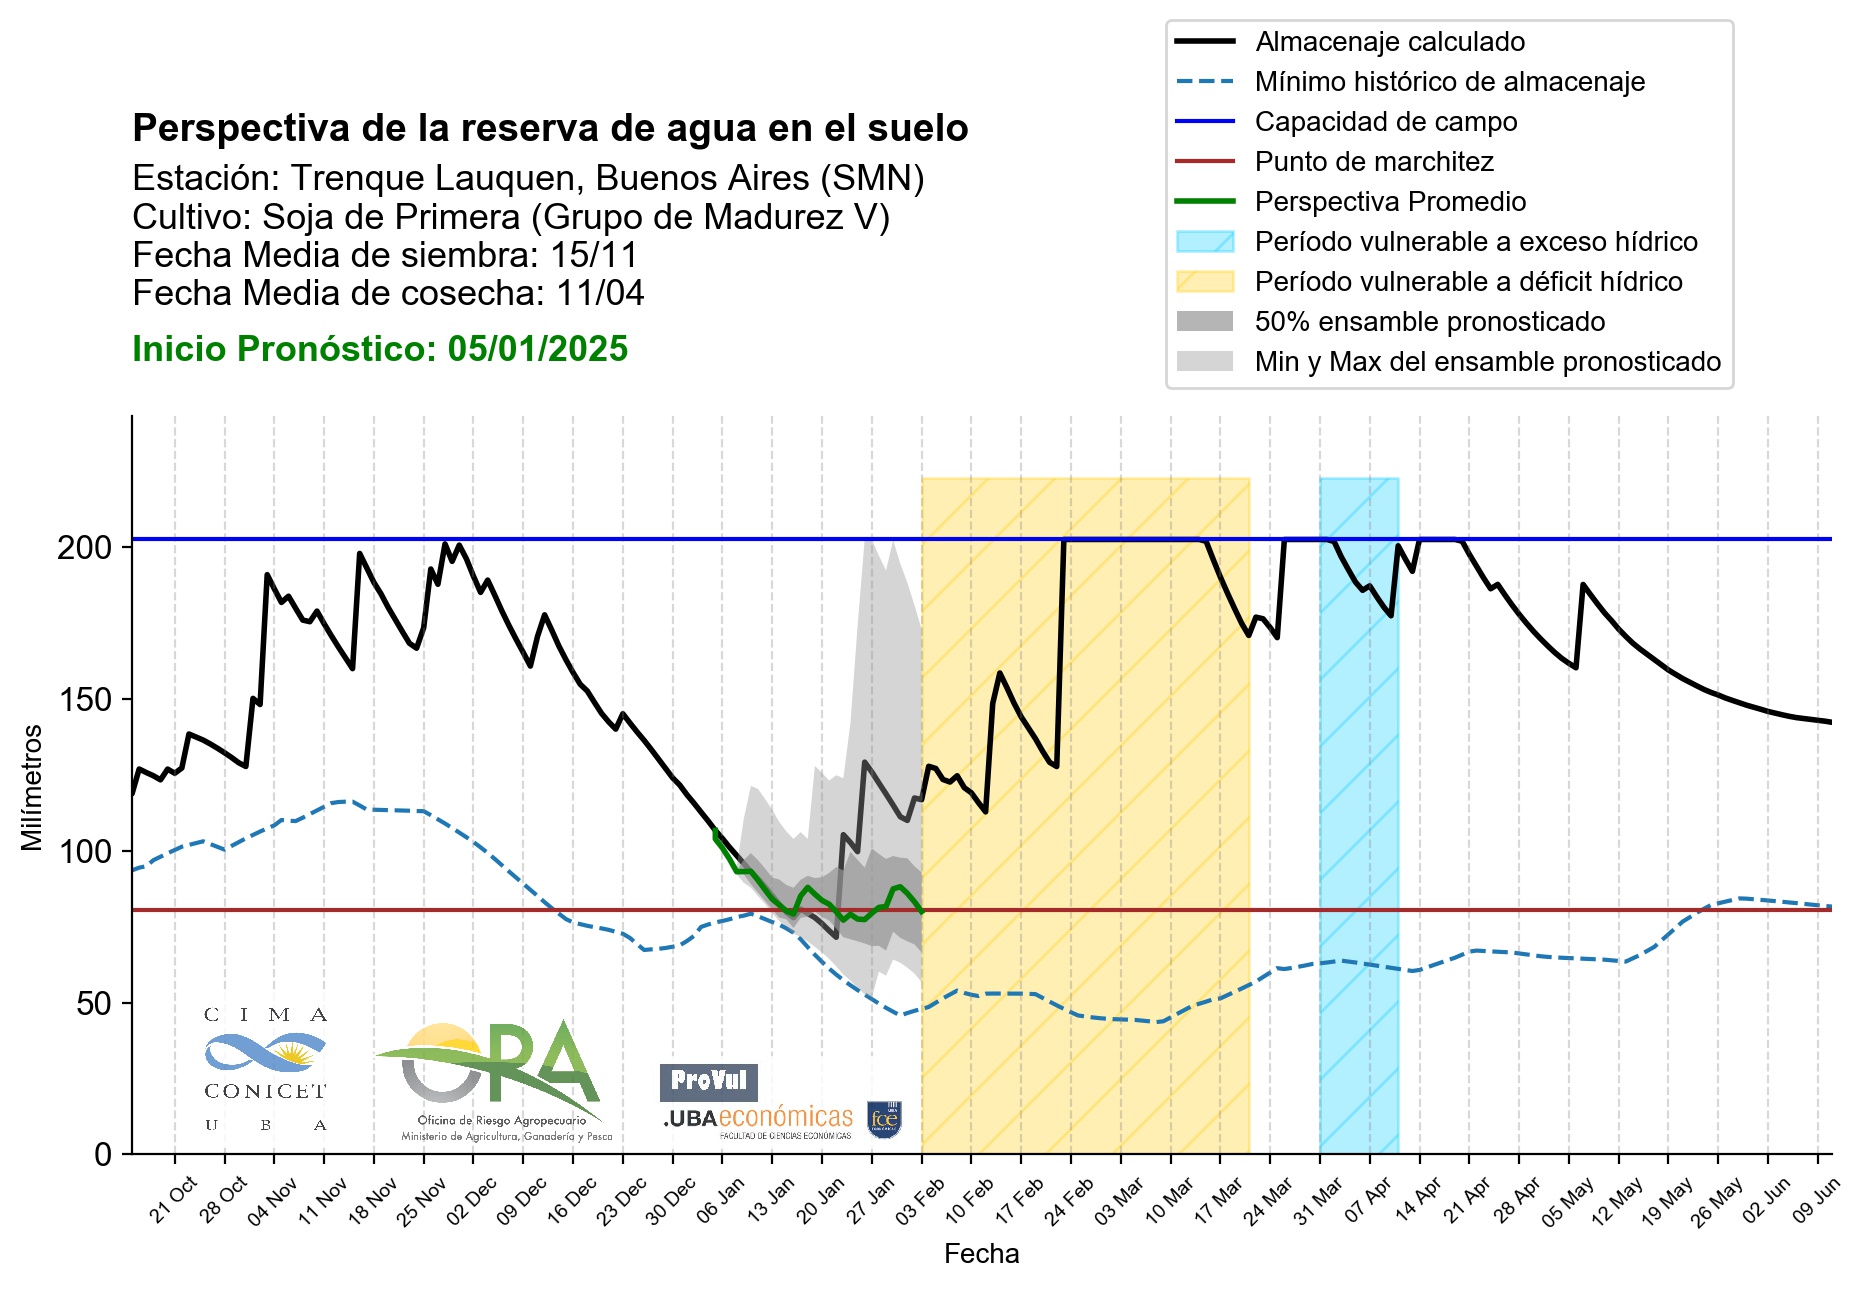 Almacenaje calculado
Mínimo histórico de almacenaje
Capacidad de campo
Punto de marchitez
Perspectiva Promedio
Período vulnerable a exceso hídrico
Período vulnerable a déficit hídrico
50% ensamble pronosticado
Min y Max del ensamble pronosticado
Perspectiva de la reserva de agua en el suelo
Estación: Trenque Lauquen, Buenos Aires (SMN)
Cultivo: Soja de Primera (Grupo de Madurez V)
Fecha Media de siembra: 15/11
Fecha Media de cosecha: 11/04
Inicio Pronóstico: 05/01/2025
Milímetros
200
150
100
50
0
C I M A
CONICET
U B A
ORA
Oficina de Riesgo Agropecuario
Ministerio de Agricultura, Ganadería y Pesca
ProVul
.UBAeconómicas
FACULTAD DE CIENCIAS ECONÓMICAS
UBA
fce
ECONÓMICAS
21 Oct
28 Oct
04 Nov
11 Nov
18 Nov
25 Nov
02 Dec
09 Dec
16 Dec
23 Dec
30 Dec
06 Jan
13 Jan
20 Jan
27 Jan
03 Feb
10 Feb
17 Feb
24 Feb
03 Mar
10 Mar
17 Mar
24 Mar
31 Mar
07 Apr
14 Apr
21 Apr
28 Apr
05 May
12 May
19 May
26 May
02 Jun
09 Jun
Fecha